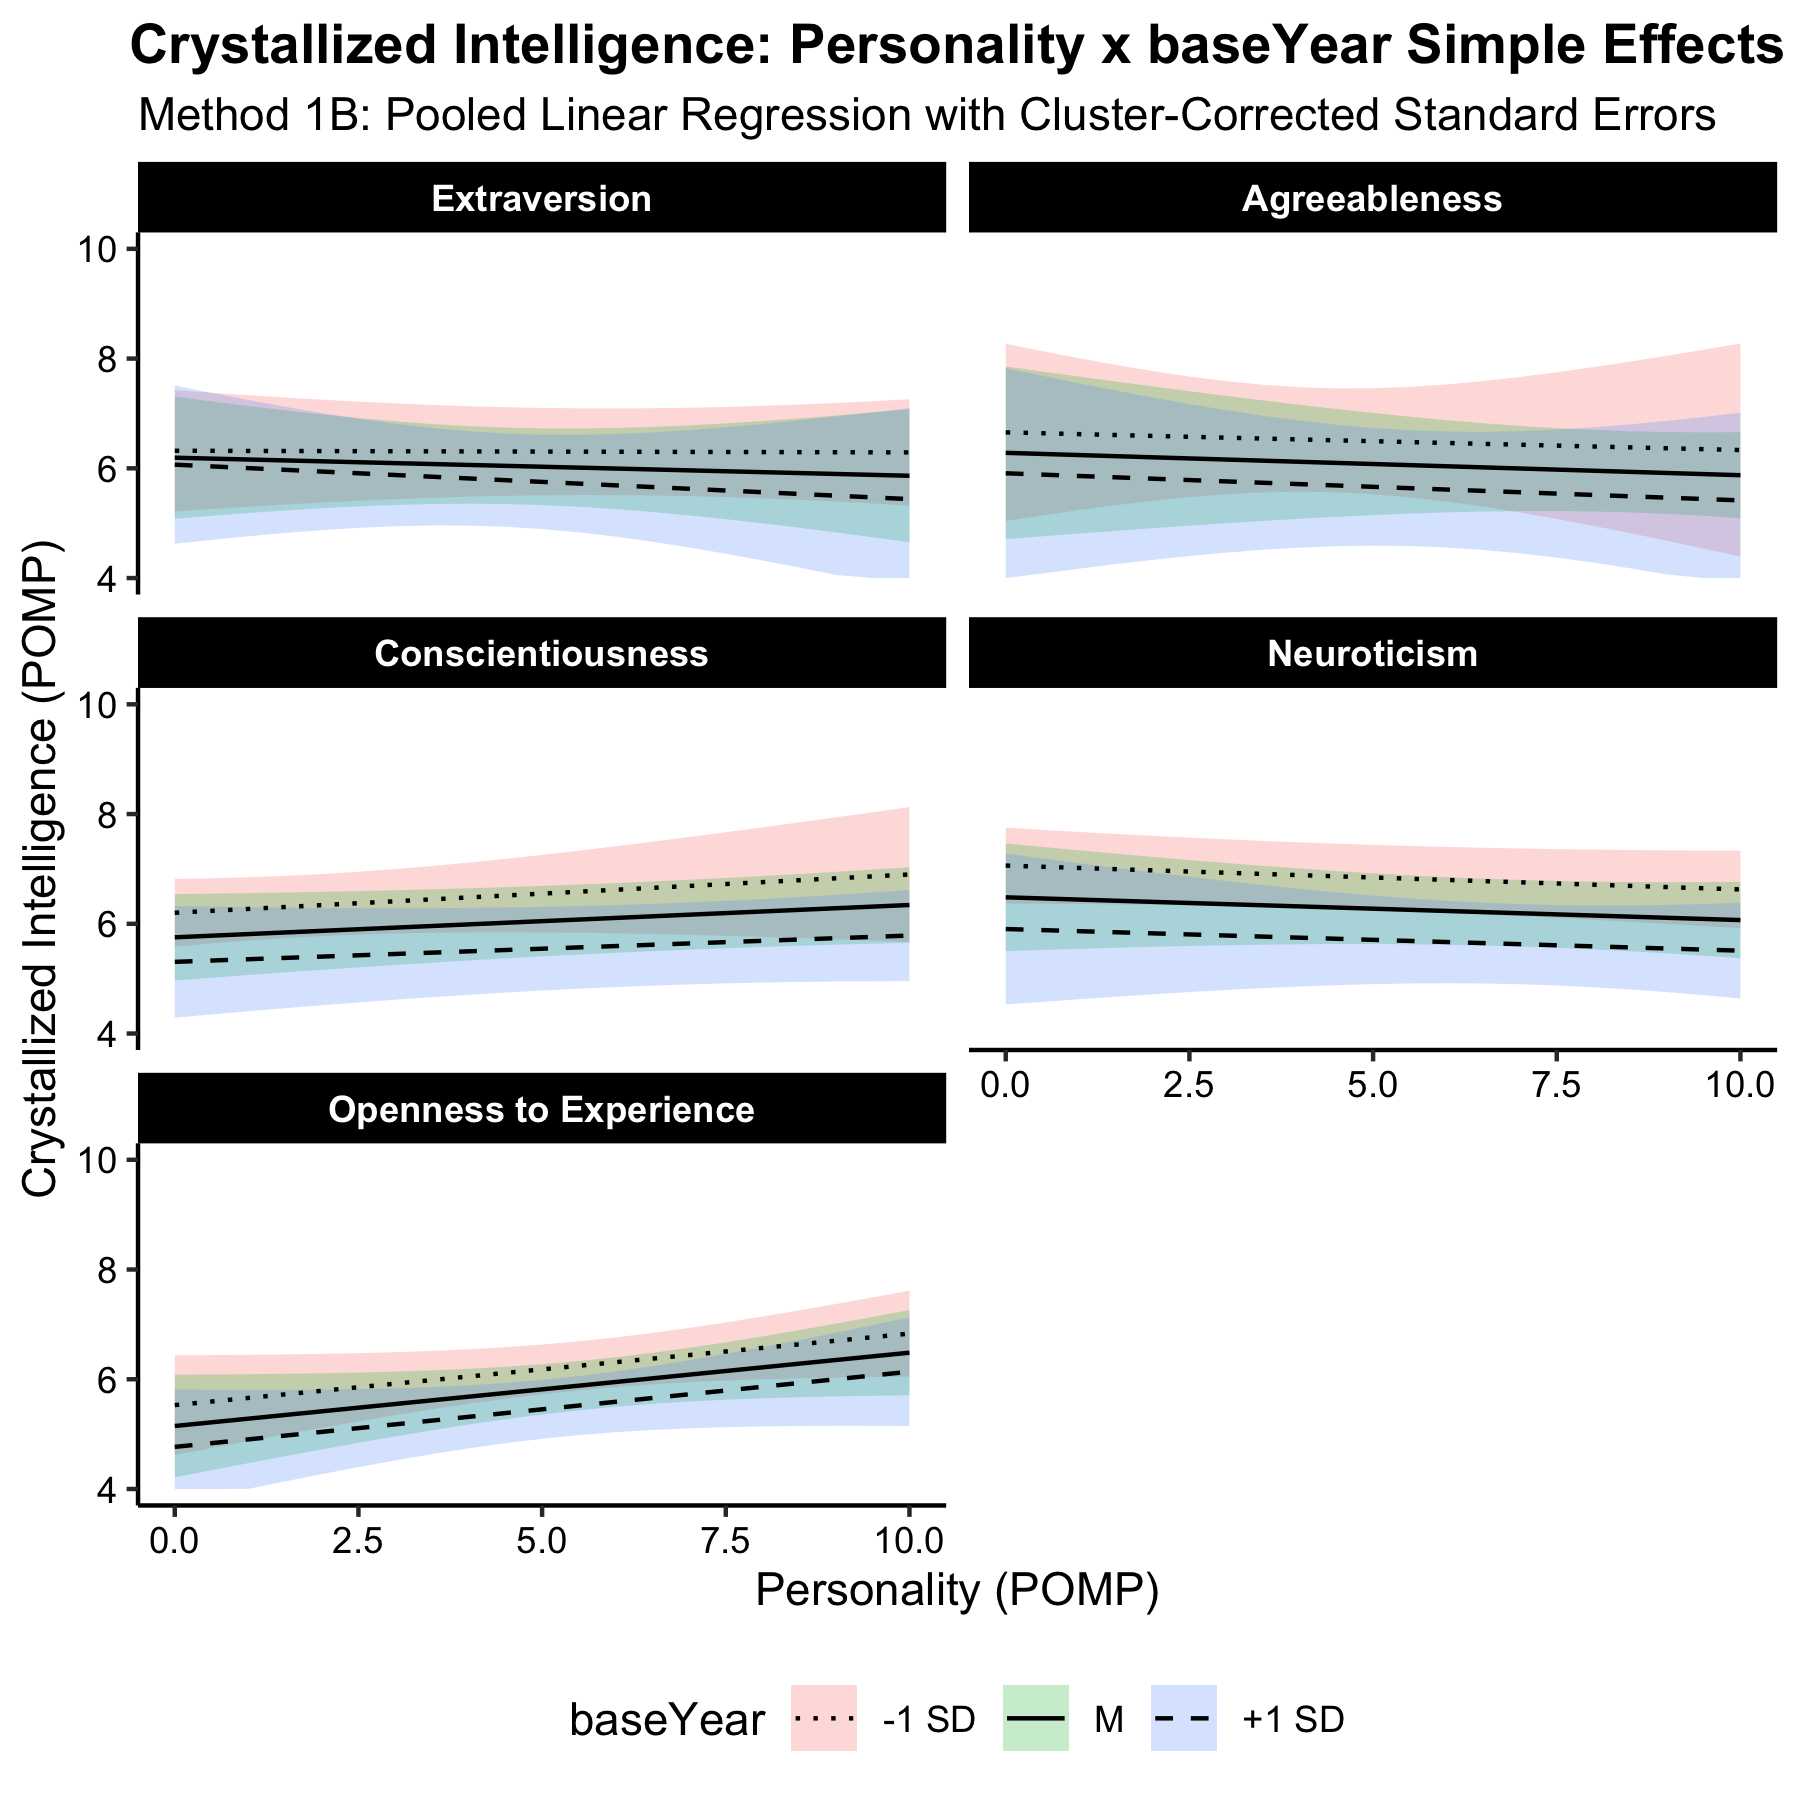 Crystallized Intelligence: Personality x baseYear Simple Effects
Method 1B: Pooled Linear Regression with Cluster-Corrected Standard Errors
Extraversion
Agreeableness
10
8
6
4
Conscientiousness
Neuroticism
10
8
6
4
0.0 2.5 5.0 7.5 10.0
Openness to Experience
10
8
6
4
0.0 2.5 5.0 7.5 10.0
Crystallized Intelligence (POMP)
Personality (POMP)
baseYear -1 SD M +1 SD